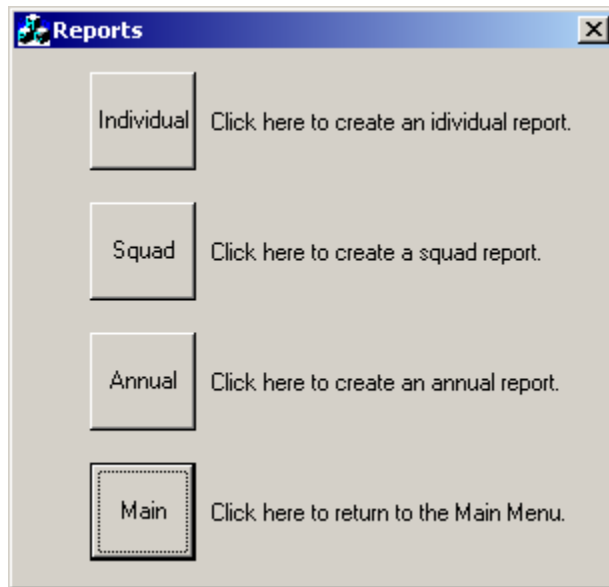 Reports
Individual Click here to create an idividual report.
Squad Click here to create a squad report.
Annual Click here to create an annual report.
Main Click here to return to the Main Menu.